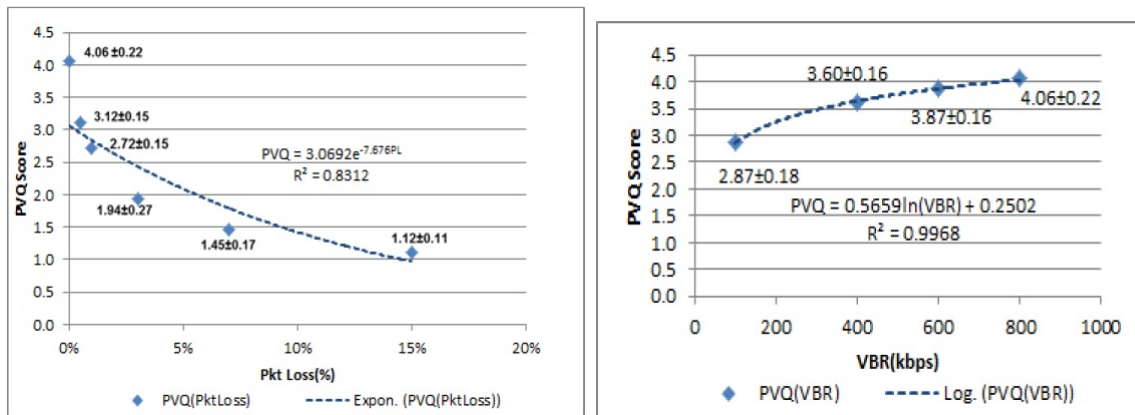 4.5
4.0
3.5
3.0
2.5
2.0
1.5
1.0
0.5
0.0
PVQ Score
4.06 ±0.22
3.12±0.15
2.72±0.15
1.94±0.27
1.45±0.17
1.12±0.11
PVQ = 3.0692e^-7.676PL
R² = 0.8312
0% 5% 10% 15% 20%
Pkt Loss(%)
PVQ(PktLoss) Expon. (PVQ(PktLoss))
4.5
4.0
3.5
3.0
2.5
2.0
1.5
1.0
0.5
0.0
PVQ Score
3.60±0.16
4.06±0.22
3.87±0.16
2.87±0.18
PVQ = 0.5659ln(VBR) + 0.2502
R² = 0.9968
0 200 400 600 800 1000
VBR(kbps)
PVQ(VBR) Log. (PVQ(VBR))